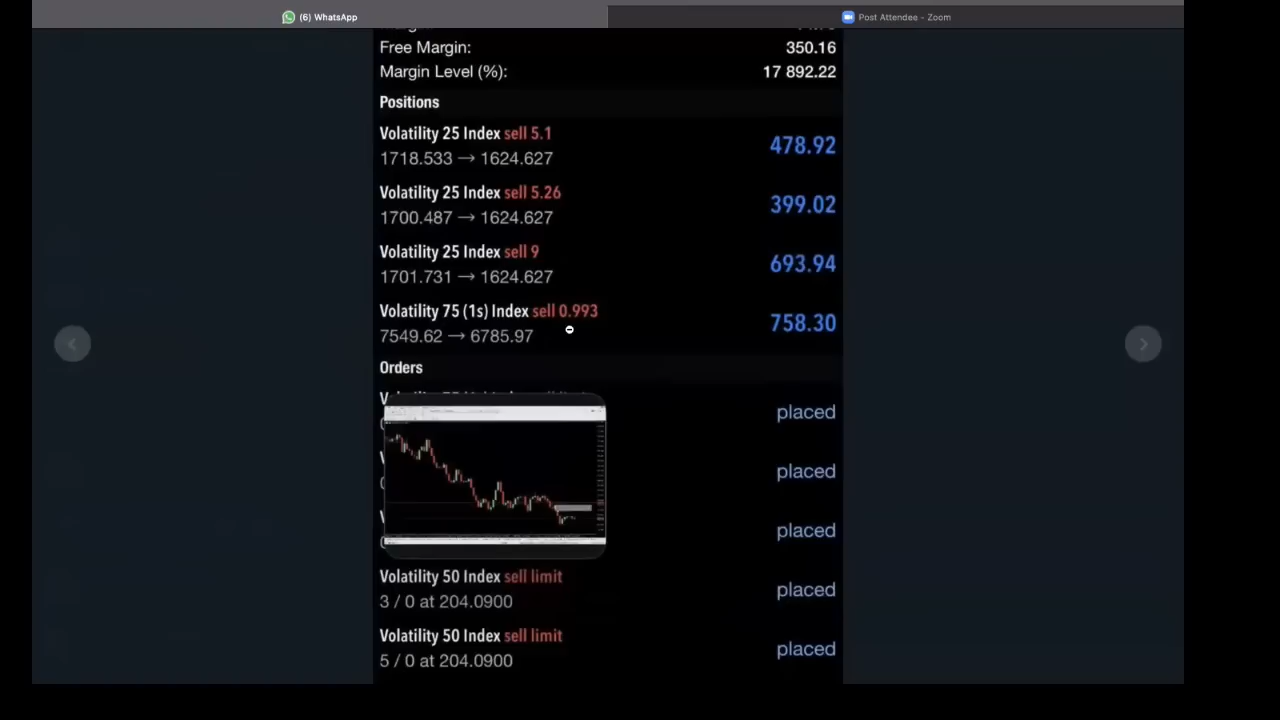 (6) WhatsApp
Post Attendee - Zoom
Free Margin: 350.16
Margin Level (%): 17 892.22
Positions
Volatility 25 Index sell 5.1
1718.533 → 1624.627
478.92
Volatility 25 Index sell 5.26
1700.487 → 1624.627
399.02
Volatility 25 Index sell 9
1701.731 → 1624.627
693.94
Volatility 75 (1s) Index sell 0.993
7549.62 → 6785.97
758.30
Orders
placed
placed
placed
Volatility 50 Index sell limit
3 / 0 at 204.0900
placed
Volatility 50 Index sell limit
5 / 0 at 204.0900
placed